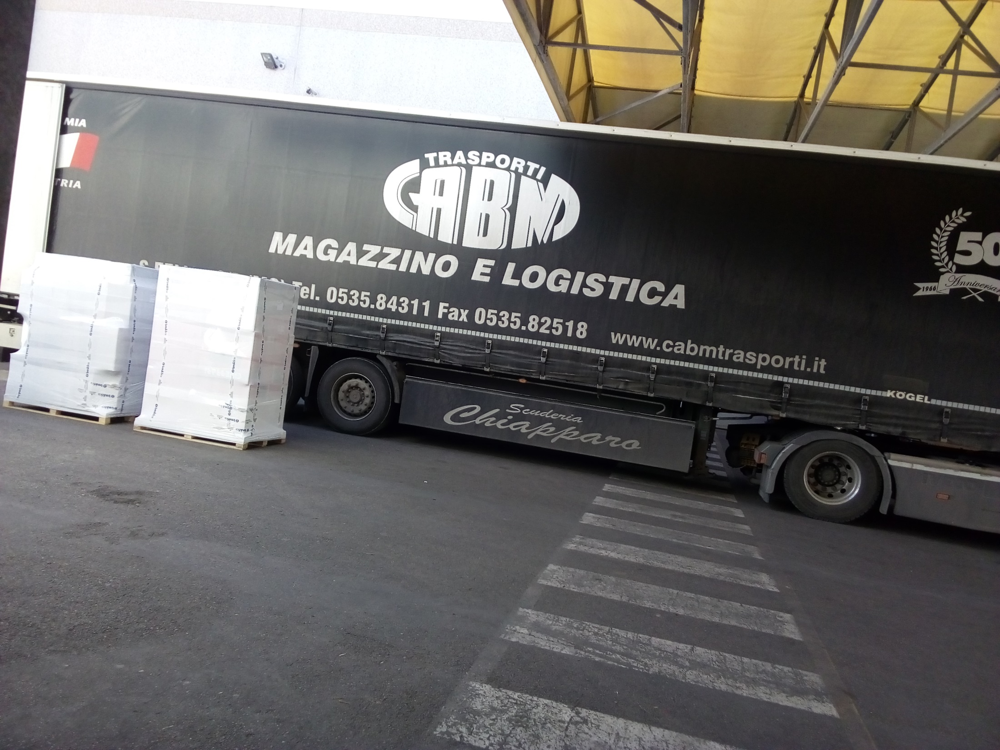 MIA
TRIA
TRASPORTI
CABM
MAGAZZINO E LOGISTICA
Tel. 0535.84311 Fax 0535.82518 www.cabmtrasporti.it
50
1966 Anniversar
KÖGEL
Scuderia
Chiapparo